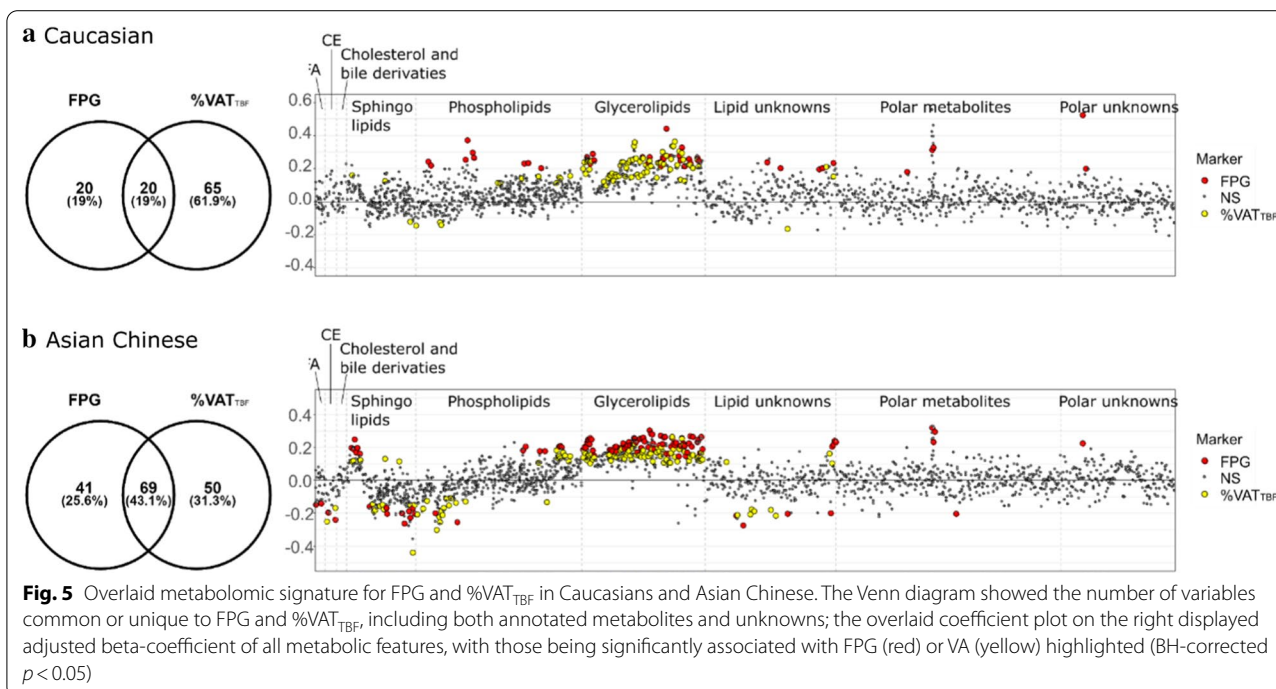 a Caucasian
CE
Cholesterol and
bile derivaties
FA
FPG
%VATTBF
20
(19%)
20
(19%)
65
(61.9%)
0.6
0.4
0.2
0.0
-0.2
-0.4
Sphingo
lipids
Phospholipids
Glycerolipids
Lipid unknowns
Polar metabolites
Polar unknowns
Marker
FPG
NS
%VATTBF
b Asian Chinese
CE
Cholesterol and
bile derivaties
FA
FPG
%VATTBF
41
(25.6%)
69
(43.1%)
50
(31.3%)
0.4
0.2
0.0
-0.2
-0.4
Sphingo
lipids
Phospholipids
Glycerolipids
Lipid unknowns
Polar metabolites
Polar unknowns
Marker
FPG
NS
%VATTBF
Fig. 5 Overlaid metabolomic signature for FPG and %VATTBF in Caucasians and Asian Chinese. The Venn diagram showed the number of variables
common or unique to FPG and %VATTBF, including both annotated metabolites and unknowns; the overlaid coefficient plot on the right displayed
adjusted beta-coefficient of all metabolic features, with those being significantly associated with FPG (red) or VA (yellow) highlighted (BH-corrected
p < 0.05)